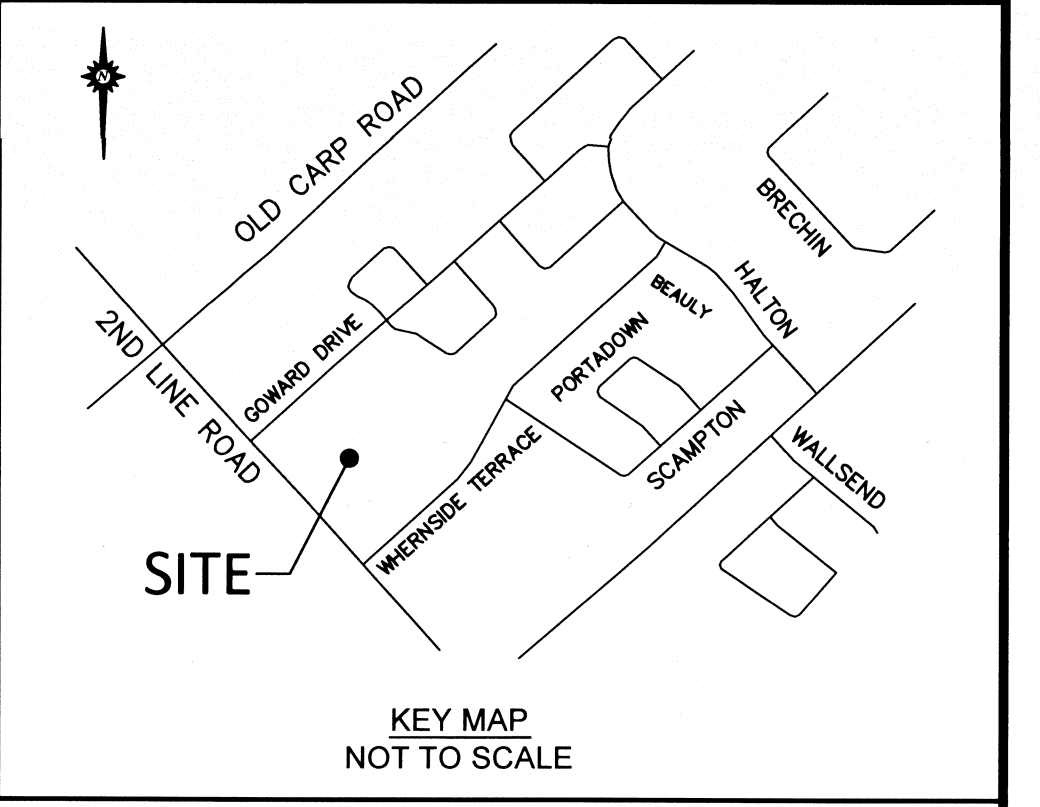 N
OLD CARP ROAD
BRECHIN
HALTON
BEAULY
2ND LINE ROAD
GOWARD DRIVE
PORTADOWN
SCAMPTON
WALLSEND
WHERNSIDE TERRACE
SITE
KEY MAP
NOT TO SCALE